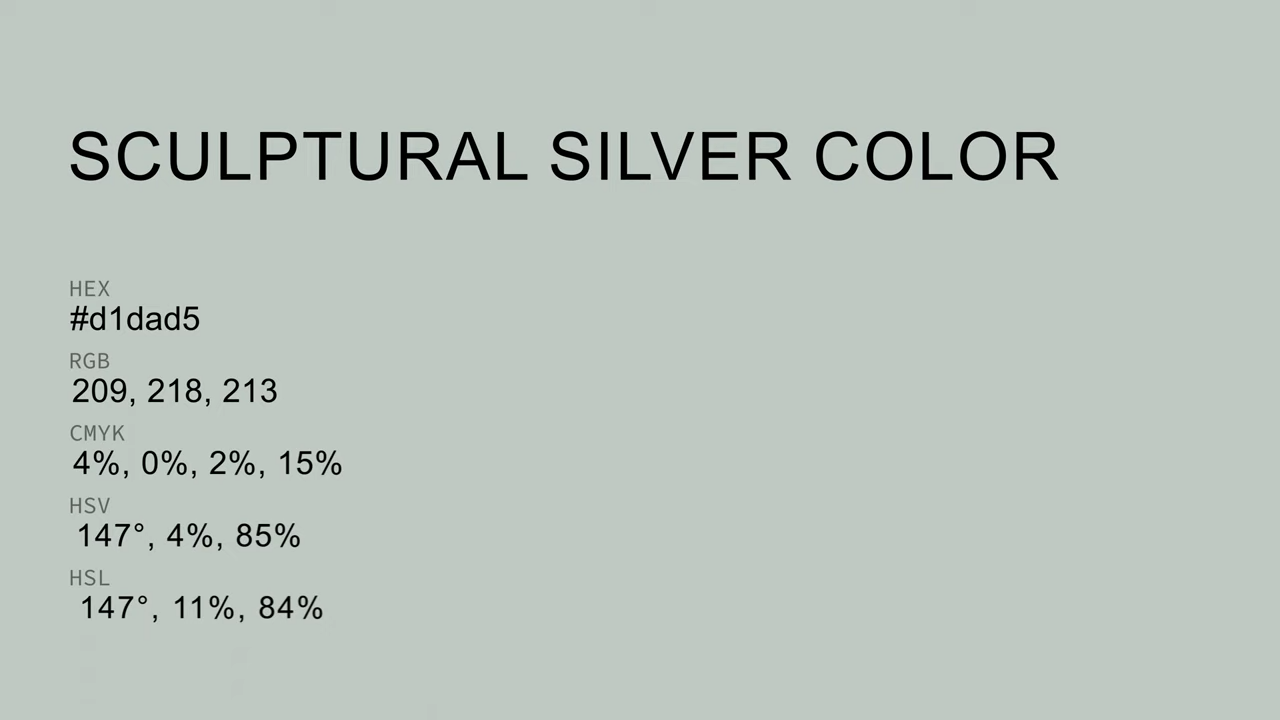 SCULPTURAL SILVER COLOR
HEX
#d1dad5
RGB
209, 218, 213
CMYK
4%, 0%, 2%, 15%
HSV
147°, 4%, 85%
HSL
147°, 11%, 84%